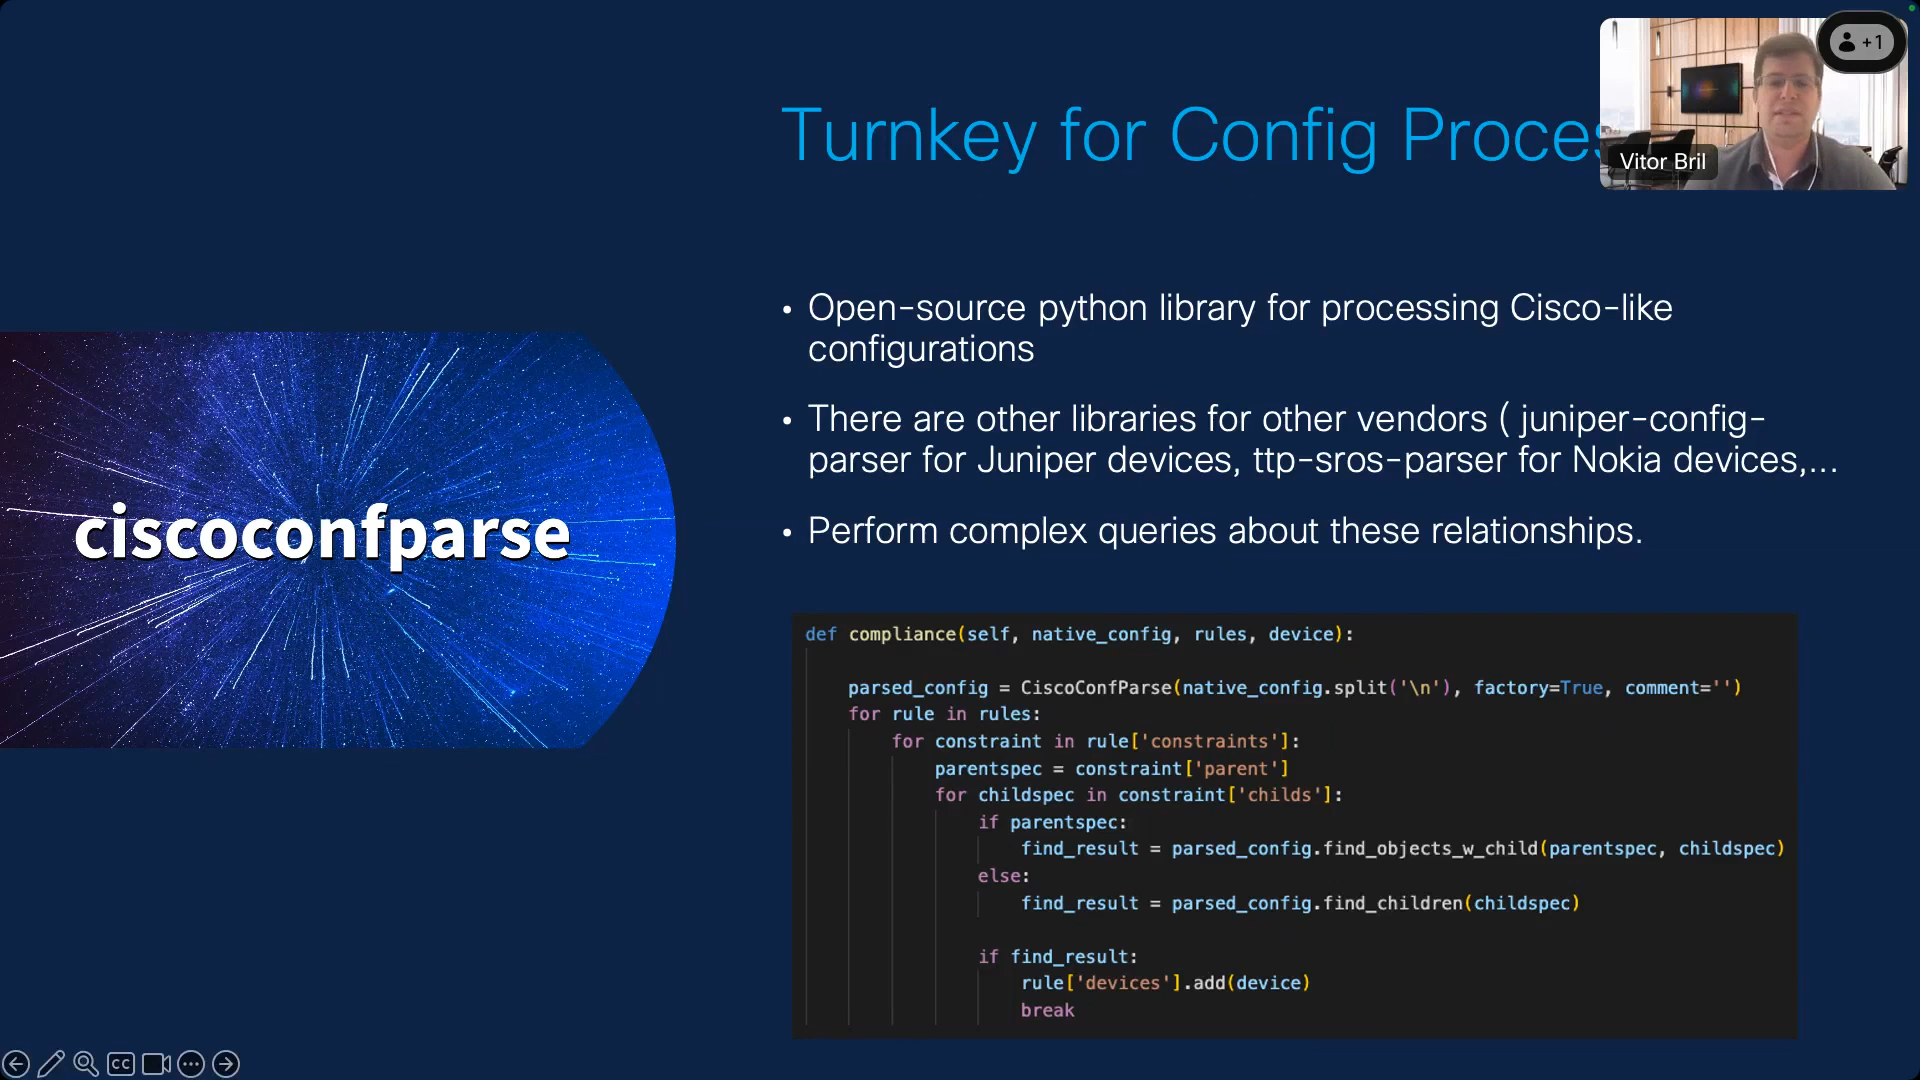 Turnkey for Config Proces
+1
Vitor Bril
• Open-source python library for processing Cisco-like
configurations
• There are other libraries for other vendors ( juniper-config-
parser for Juniper devices, ttp-sros-parser for Nokia devices,...
• Perform complex queries about these relationships.
ciscoconfparse
def compliance(self, native_config, rules, device):
parsed_config = CiscoConfParse(native_config.split('\n'), factory=True, comment='')
for rule in rules:
for constraint in rule['constraints']:
parentspec = constraint['parent']
for childspec in constraint['childs']:
if parentspec:
find_result = parsed_config.find_objects_w_child(parentspec, childspec)
else:
find_result = parsed_config.find_children(childspec)
if find_result:
rule['devices'].add(device)
break
CC